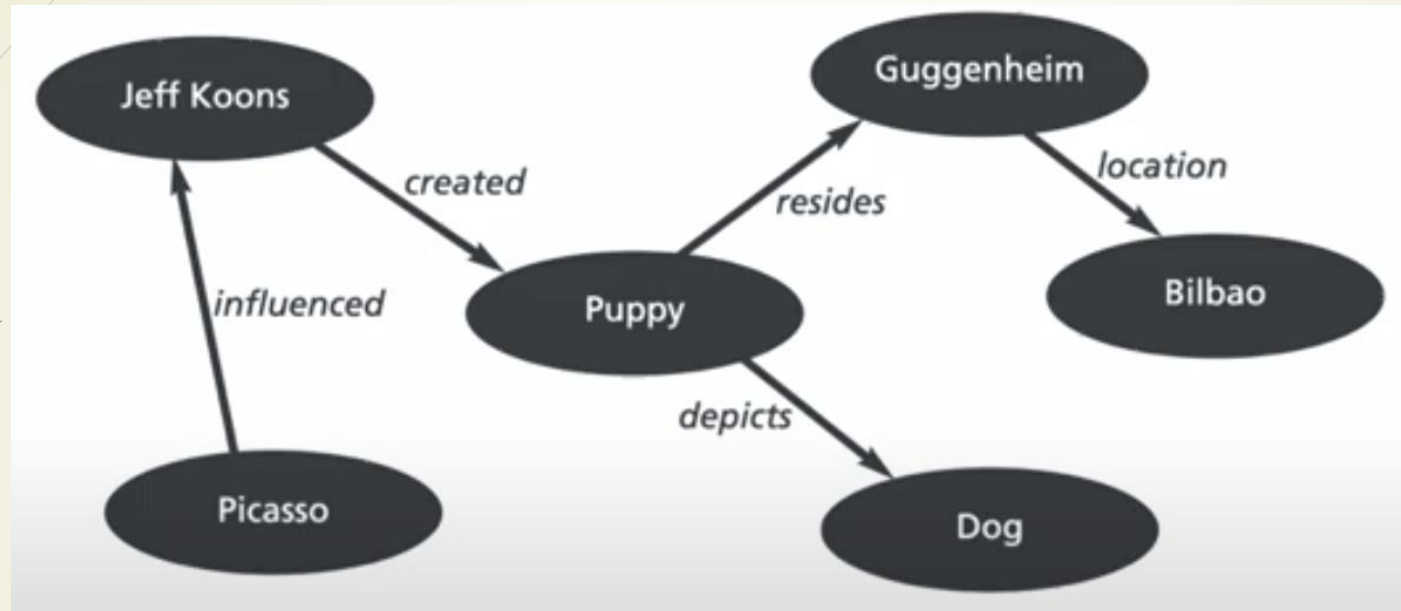 Jeff Koons
Guggenheim
created
resides
location
influenced
Puppy
Bilbao
depicts
Picasso
Dog